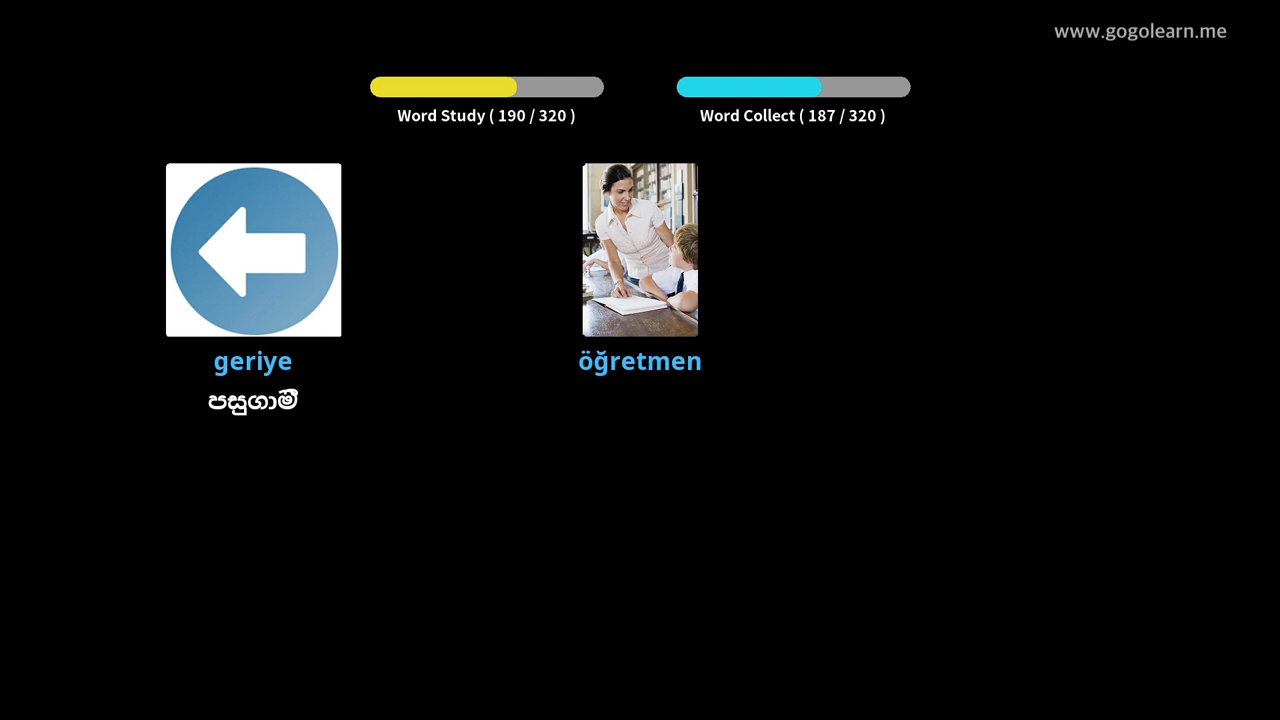 www.gogolearn.me
Word Study ( 190 / 320 )
Word Collect ( 187 / 320 )
geriye
öğretmen
පසුගාමී